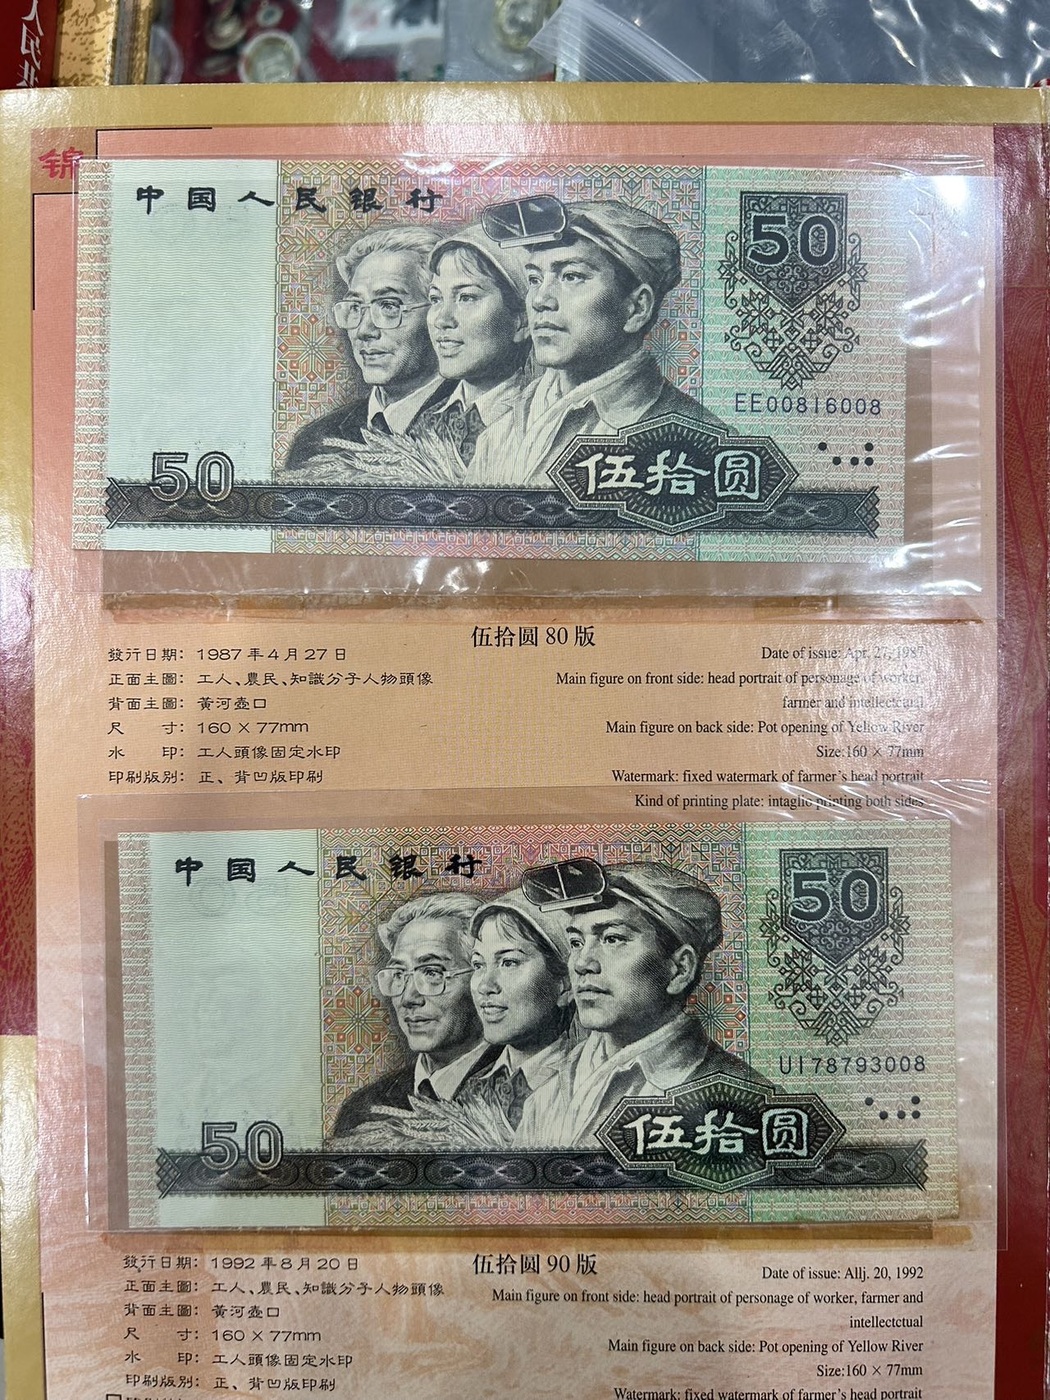 锦
中国人民银行
50
EE00816008
50
伍拾圆
伍拾圆 80 版
發行日期： 1987 年 4 月 27 日
正面主圖： 工人、農民、知識分子人物頭像
背面主圖： 黃河壺口
尺 寸： 160 × 77mm
水 印： 工人頭像固定水印
印刷版別： 正、背凹版印刷
Date of issue: Apr. 27, 1987
Main figure on front side: head portrait of personage of worker,
farmer and intellectctual
Main figure on back side: Pot opening of Yellow River
Size:160 × 77mm
Watermark: fixed watermark of farmer's head portrait
Kind of printing plate: intaglio printing both sides
中国人民银行
50
UI78793008
50
伍拾圆
伍拾圆 90 版
發行日期： 1992 年 8 月 20 日
正面主圖： 工人、農民、知識分子人物頭像
背面主圖： 黃河壺口
尺 寸： 160 × 77mm
水 印： 工人頭像固定水印
印刷版別： 正、背凹版印刷
Date of issue: Allj. 20, 1992
Main figure on front side: head portrait of personage of worker, farmer and
intellectctual
Main figure on back side: Pot opening of Yellow River
Size:160 × 77mm
Watermark: fixed watermark of farmer's head portrait